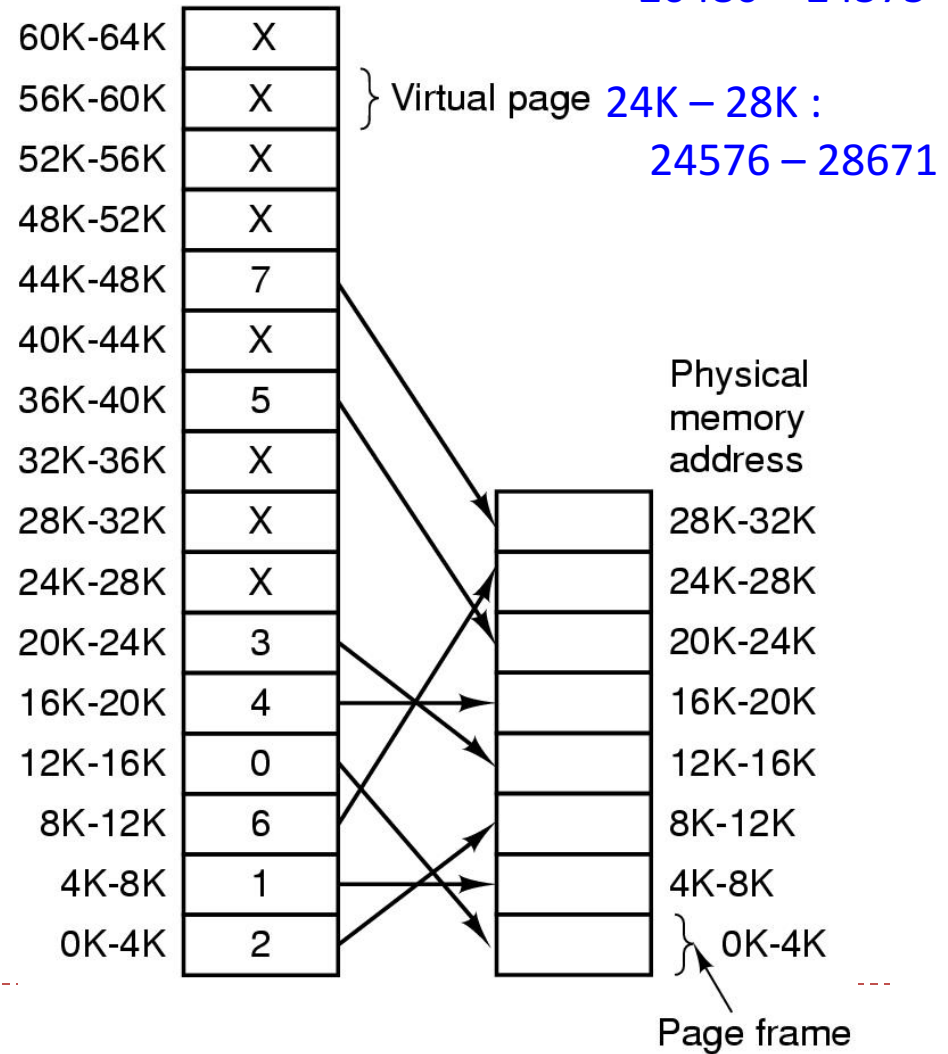 60K-64K X
56K-60K X } Virtual page 24K – 28K :
52K-56K X 24576 – 28671
48K-52K X
44K-48K 7
40K-44K X
36K-40K 5
32K-36K X
28K-32K X
24K-28K X
20K-24K 3
16K-20K 4
12K-16K 0
8K-12K 6
4K-8K 1
0K-4K 2
Physical
memory
address
28K-32K
24K-28K
20K-24K
16K-20K
12K-16K
8K-12K
4K-8K
0K-4K
Page frame